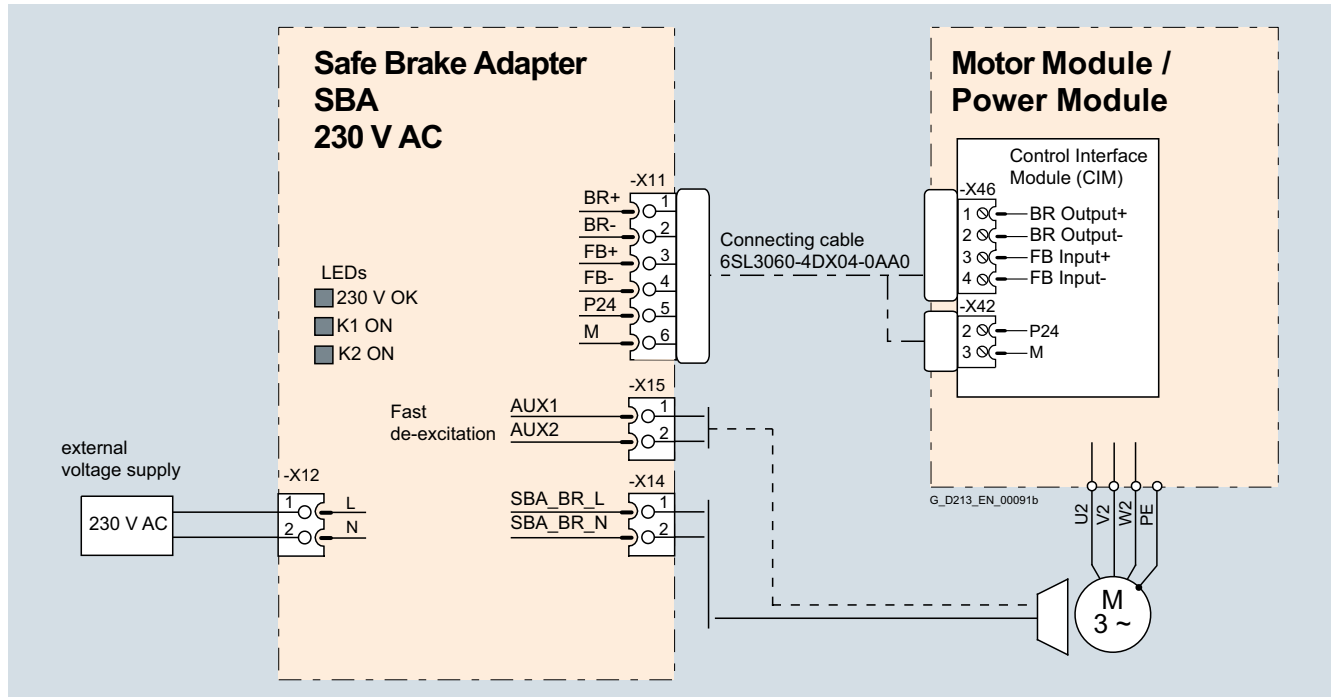 Safe Brake Adapter
SBA
230 V AC
-X11
BR+
1
BR-
2
FB+
3
FB-
4
P24
5
M
6
LEDs
230 V OK
K1 ON
K2 ON
-X15
Fast
de-excitation
AUX1
1
AUX2
2
external
voltage supply
230 V AC
-X12
1
L
2
N
-X14
SBA_BR_L
1
SBA_BR_N
2
Connecting cable
6SL3060-4DX04-0AA0
Motor Module /
Power Module
Control Interface
Module (CIM)
-X46
1 BR Output+
2 BR Output-
3 FB Input+
4 FB Input-
-X42
2 P24
3 M
G_D213_EN_00091b
U2
V2
W2
PE
M
3 ~